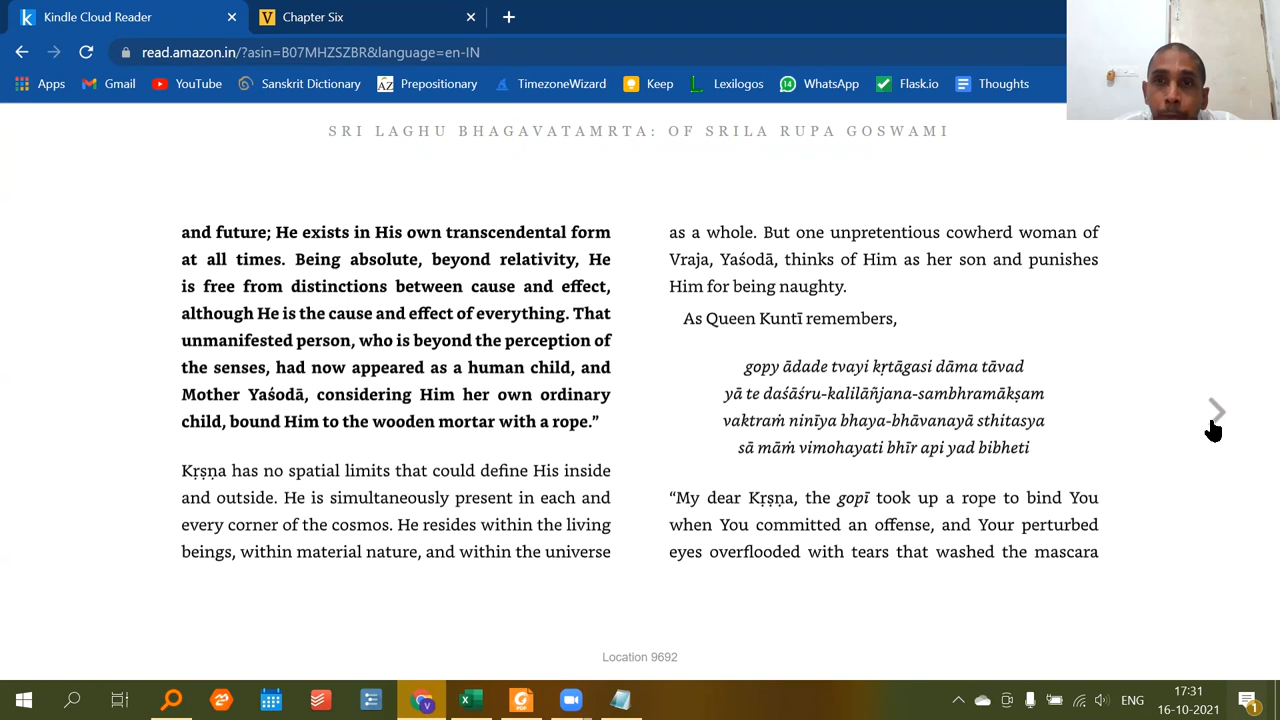 Kindle Cloud Reader
Chapter Six
read.amazon.in/?asin=B07MHZSZBR&language=en-IN
Apps
Gmail
YouTube
Sanskrit Dictionary
AZ
Prepositionary
TimezoneWizard
Keep
Lexilogos
14
WhatsApp
Flask.io
Thoughts
SRI LAGHU BHAGAVATAMRTA: OF SRILA RUPA GOSWAMI
and future; He exists in His own transcendental form
at all times. Being absolute, beyond relativity, He
is free from distinctions between cause and effect,
although He is the cause and effect of everything. That
unmanifested person, who is beyond the perception of
the senses, had now appeared as a human child, and
Mother Yaśodā, considering Him her own ordinary
child, bound Him to the wooden mortar with a rope.”
Kṛṣṇa has no spatial limits that could define His inside
and outside. He is simultaneously present in each and
every corner of the cosmos. He resides within the living
beings, within material nature, and within the universe
as a whole. But one unpretentious cowherd woman of
Vraja, Yaśodā, thinks of Him as her son and punishes
Him for being naughty.
As Queen Kuntī remembers,
gopy ādade tvayi kṛtāgasi dāma tāvad
yā te daśāśru-kalilāñjana-sambhramākṣam
vaktraṁ ninīya bhaya-bhāvanayā sthitasya
sā māṁ vimohayati bhīr api yad bibheti
“My dear Kṛṣṇa, the gopī took up a rope to bind You
when You committed an offense, and Your perturbed
eyes overflooded with tears that washed the mascara
Location 9692
ENG
17:31
16-10-2021
1